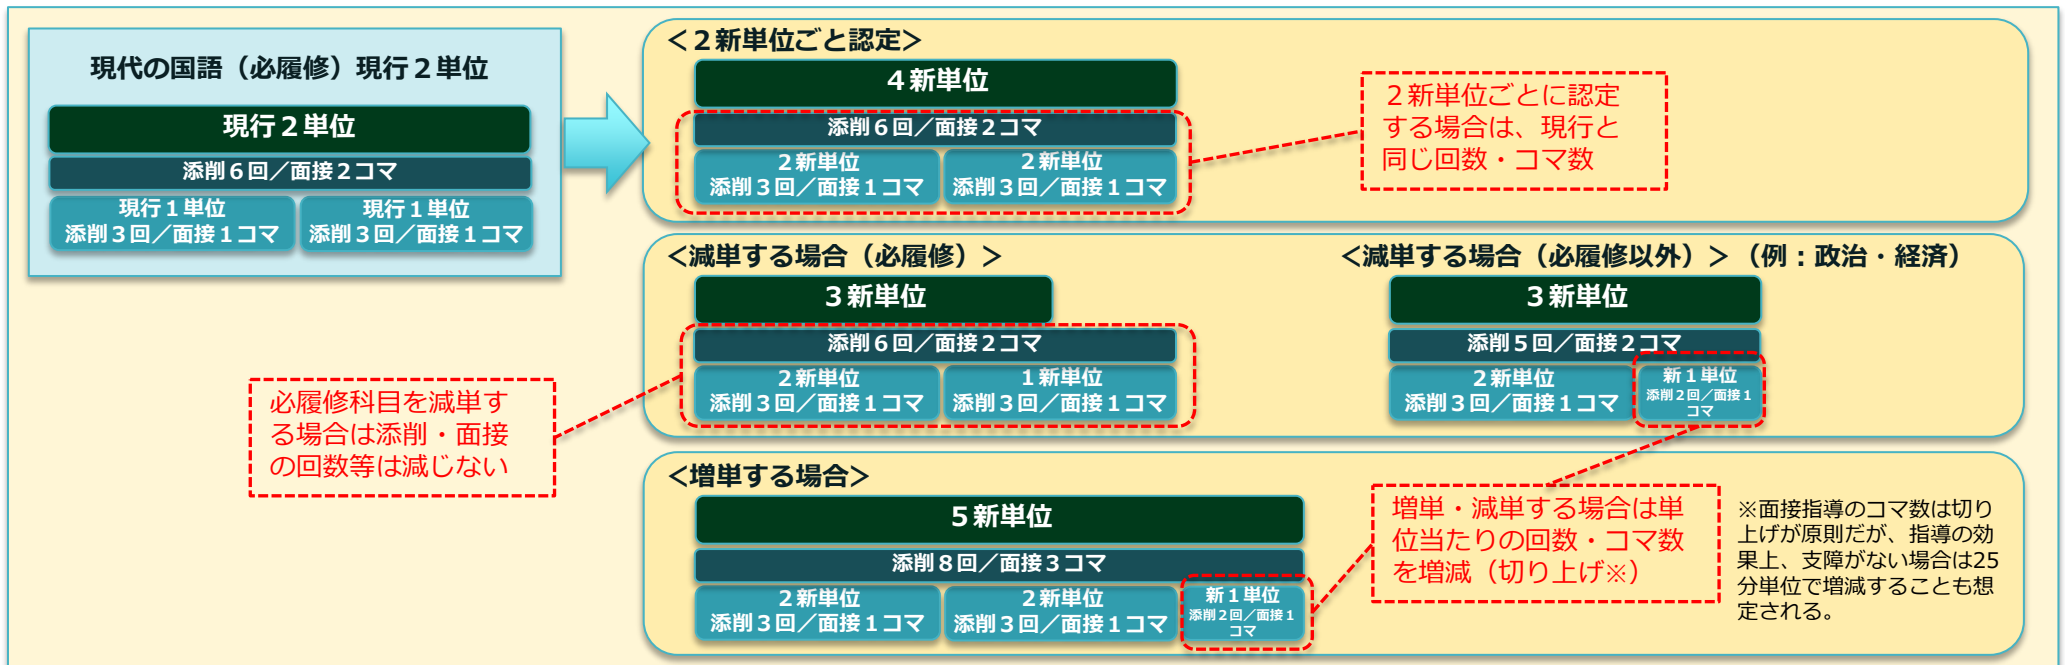 現代の国語（必履修）現行２単位
現行２単位
添削６回／面接２コマ
現行１単位
添削３回／面接１コマ
現行１単位
添削３回／面接１コマ
＜２新単位ごと認定＞
４新単位
添削６回／面接２コマ
２新単位
添削３回／面接１コマ
２新単位
添削３回／面接１コマ
２新単位ごとに認定
する場合は、現行と
同じ回数・コマ数
＜減単する場合（必履修）＞
３新単位
添削６回／面接２コマ
２新単位
添削３回／面接１コマ
１新単位
添削３回／面接１コマ
必履修科目を減単す
る場合は添削・面接
の回数等は減じない
＜減単する場合（必履修以外）＞（例：政治・経済）
３新単位
添削５回／面接２コマ
２新単位
添削３回／面接１コマ
新１単位
添削２回／面接１
コマ
＜増単する場合＞
５新単位
添削８回／面接３コマ
２新単位
添削３回／面接１コマ
２新単位
添削３回／面接１コマ
新１単位
添削２回／面接１
コマ
増単・減単する場合は単
位当たりの回数・コマ数
を増減（切り上げ※）
※面接指導のコマ数は切り
上げが原則だが、指導の効
果上、支障がない場合は25
分単位で増減することも想
定される。